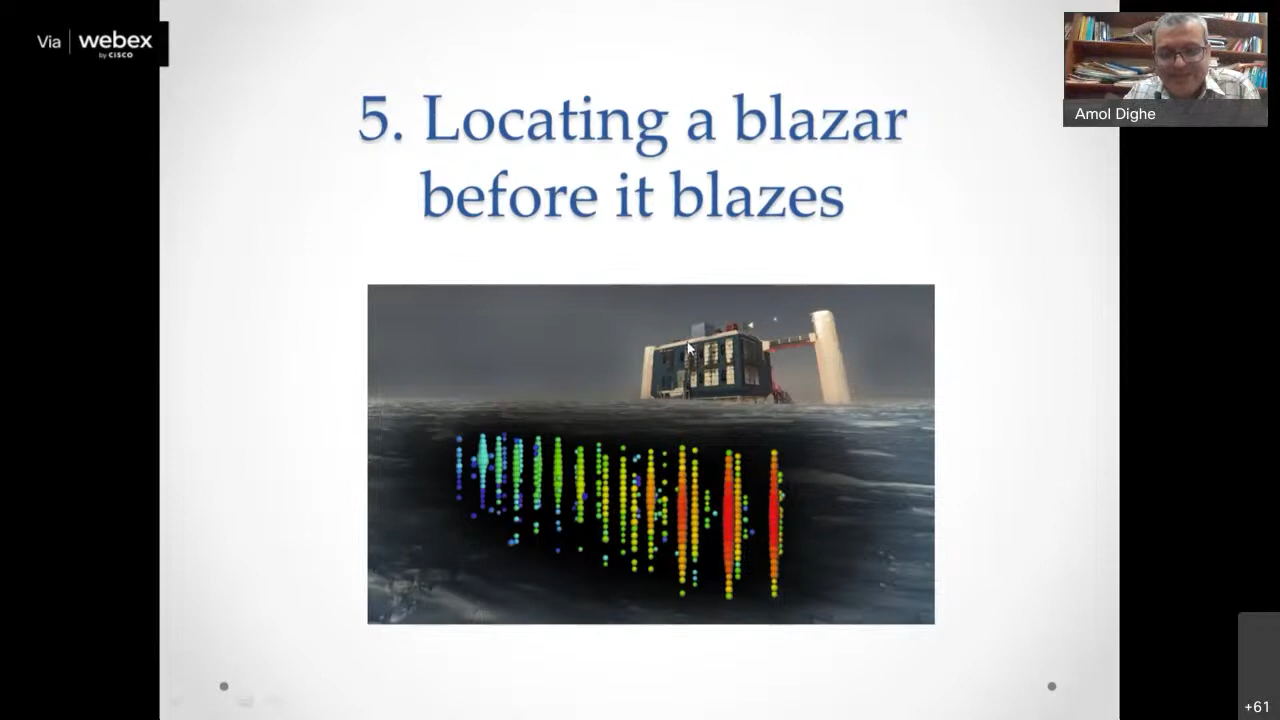 Via webex
by CISCO
Amol Dighe
5. Locating a blazar
before it blazes
+61